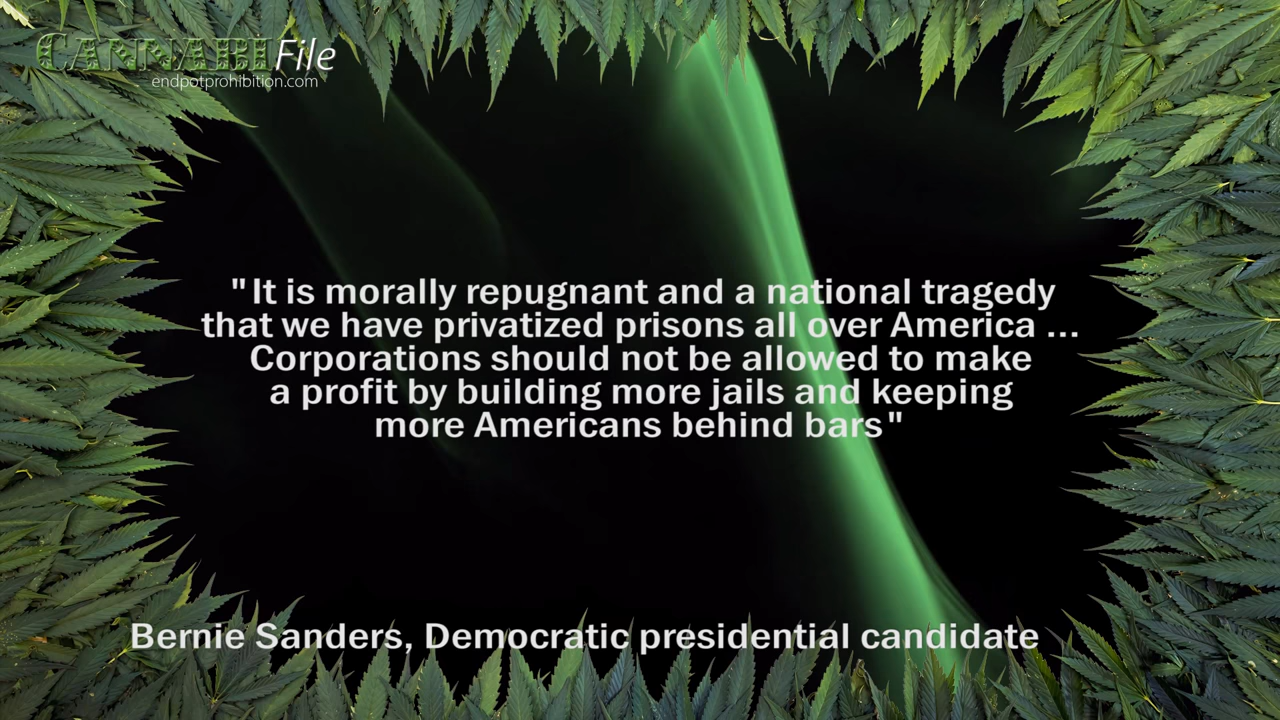 CANNABIFile
endpotprohibition.com
"It is morally repugnant and a national tragedy
that we have privatized prisons all over America ...
Corporations should not be allowed to make
a profit by building more jails and keeping
more Americans behind bars"
Bernie Sanders, Democratic presidential candidate